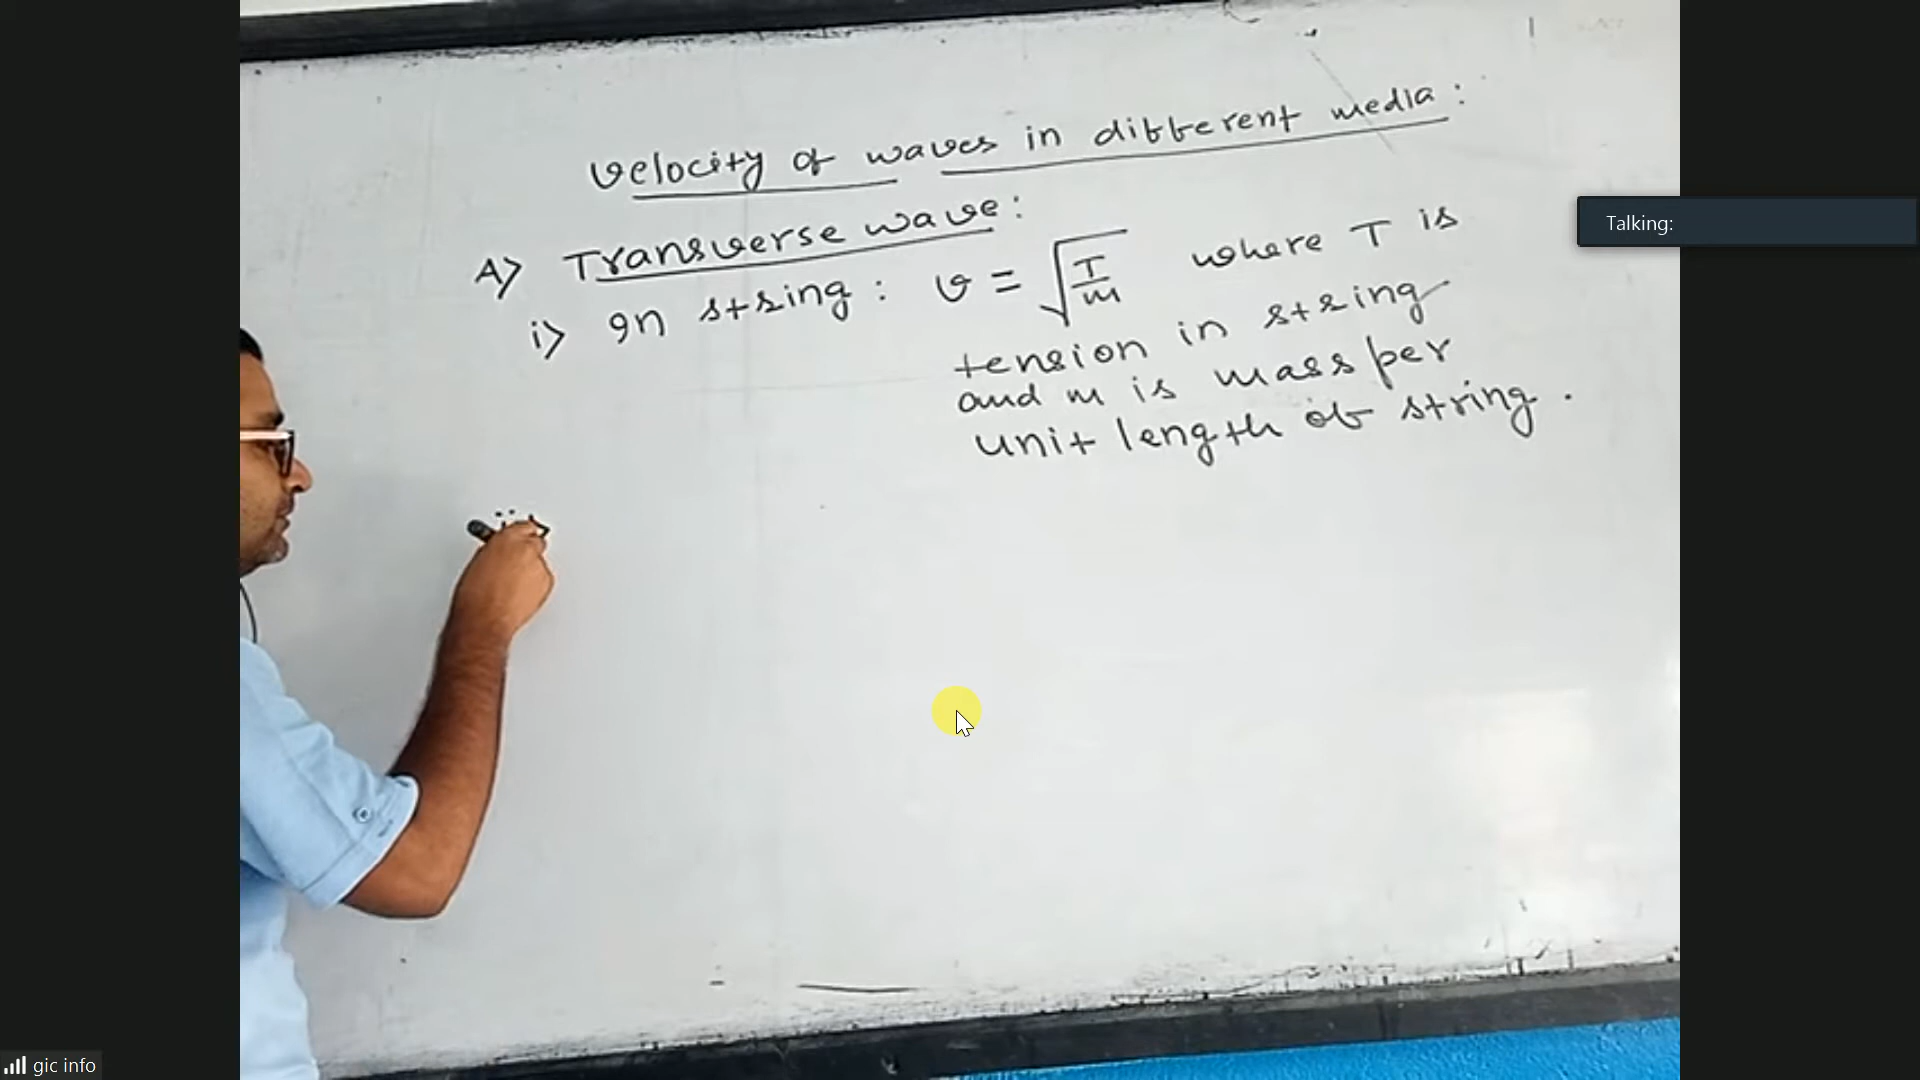 velocity of waves in different media:
A) Transverse wave:
i) In string: v = √(T/m) where T is
tension in string
and m is mass per
unit length of string.
ii)
Talking:
gic info